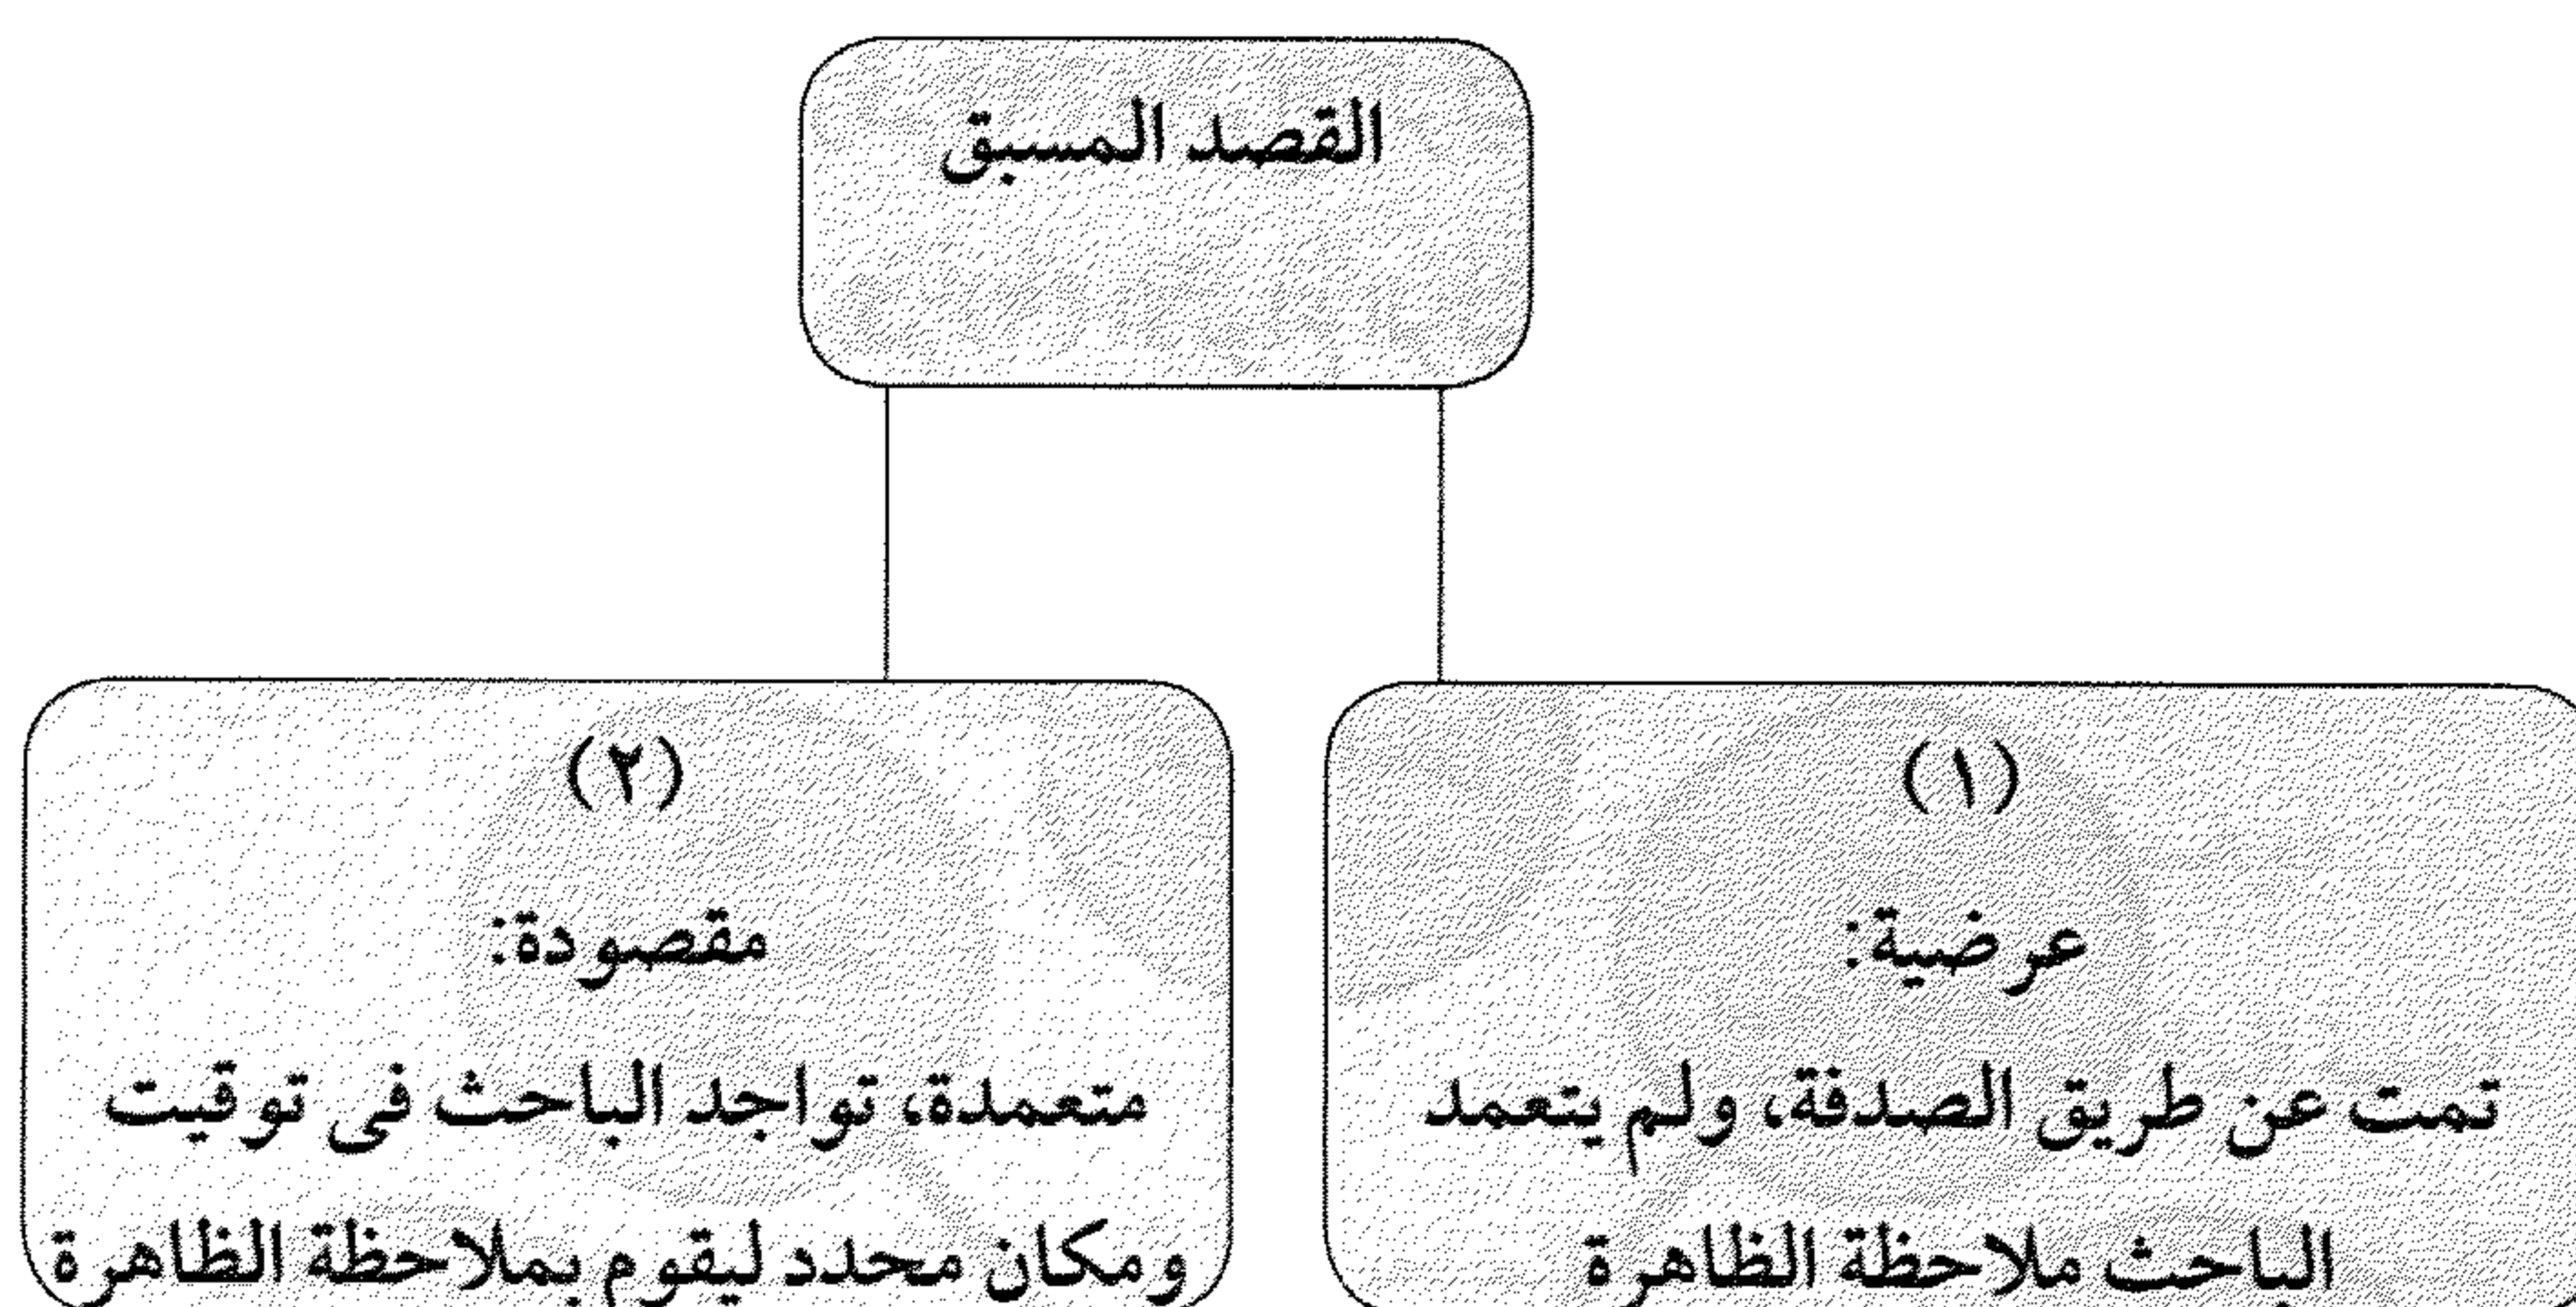 القصد المسبق
(١)
عرضية:
تمت عن طريق الصدفة، ولم يتعمد
الباحث ملاحظة الظاهرة
(٢)
مقصودة:
متعمدة، تواجد الباحث فى توقيت
ومكان محدد ليقوم بملاحظة الظاهرة